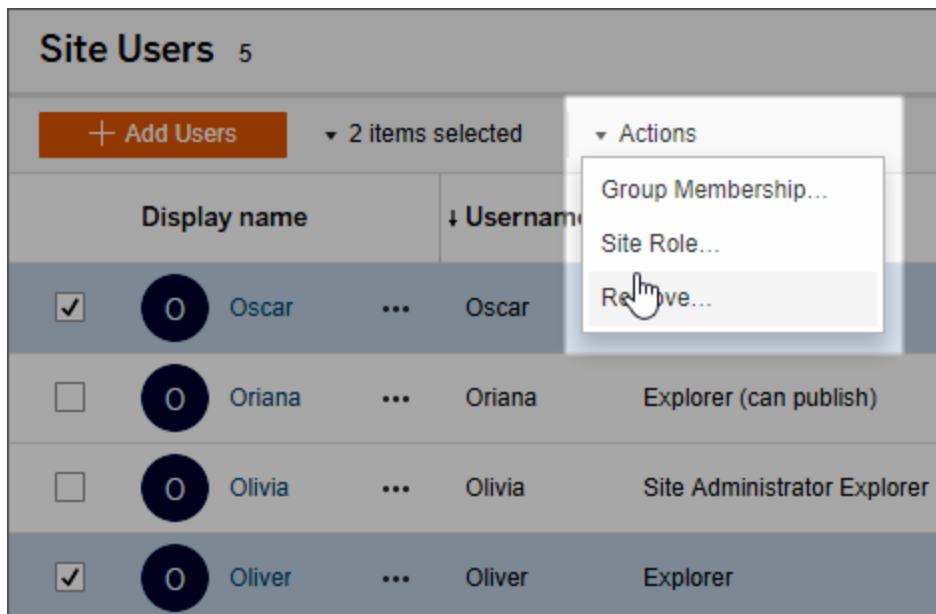 Site Users 5
+ Add Users
2 items selected
Actions
Group Membership...
Site Role...
Remove...
Display name
↓ Username
O Oscar ••• Oscar
O Oriana ••• Oriana Explorer (can publish)
O Olivia ••• Olivia Site Administrator Explorer
O Oliver ••• Oliver Explorer